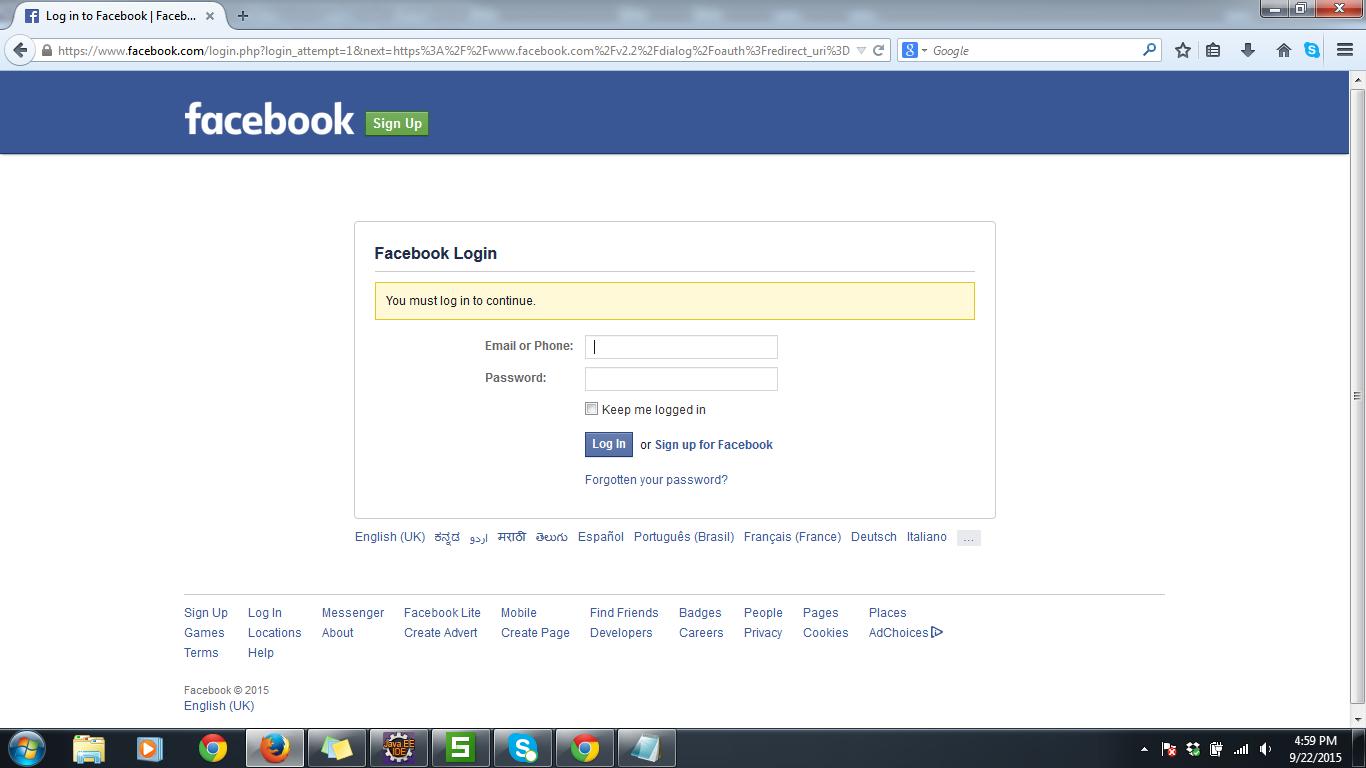 Log in to Facebook | Faceb...
https://www.facebook.com/login.php?login_attempt=1&next=https%3A%2F%2Fwww.facebook.com%2Fv2.2%2Fdialog%2Foauth%3Fredirect_uri%3D
Google
facebook Sign Up
Facebook Login
You must log in to continue.
Email or Phone:
Password:
Keep me logged in
Log In or Sign up for Facebook
Forgotten your password?
English (UK) ಕನ್ನಡ اردو मराठी తెలుగు Español Português (Brasil) Français (France) Deutsch Italiano ...
Sign Up Log In Messenger Facebook Lite Mobile Find Friends Badges People Pages Places
Games Locations About Create Advert Create Page Developers Careers Privacy Cookies AdChoices
Terms Help
Facebook © 2015
English (UK)
Java EE
IDE
S
4:59 PM
9/22/2015